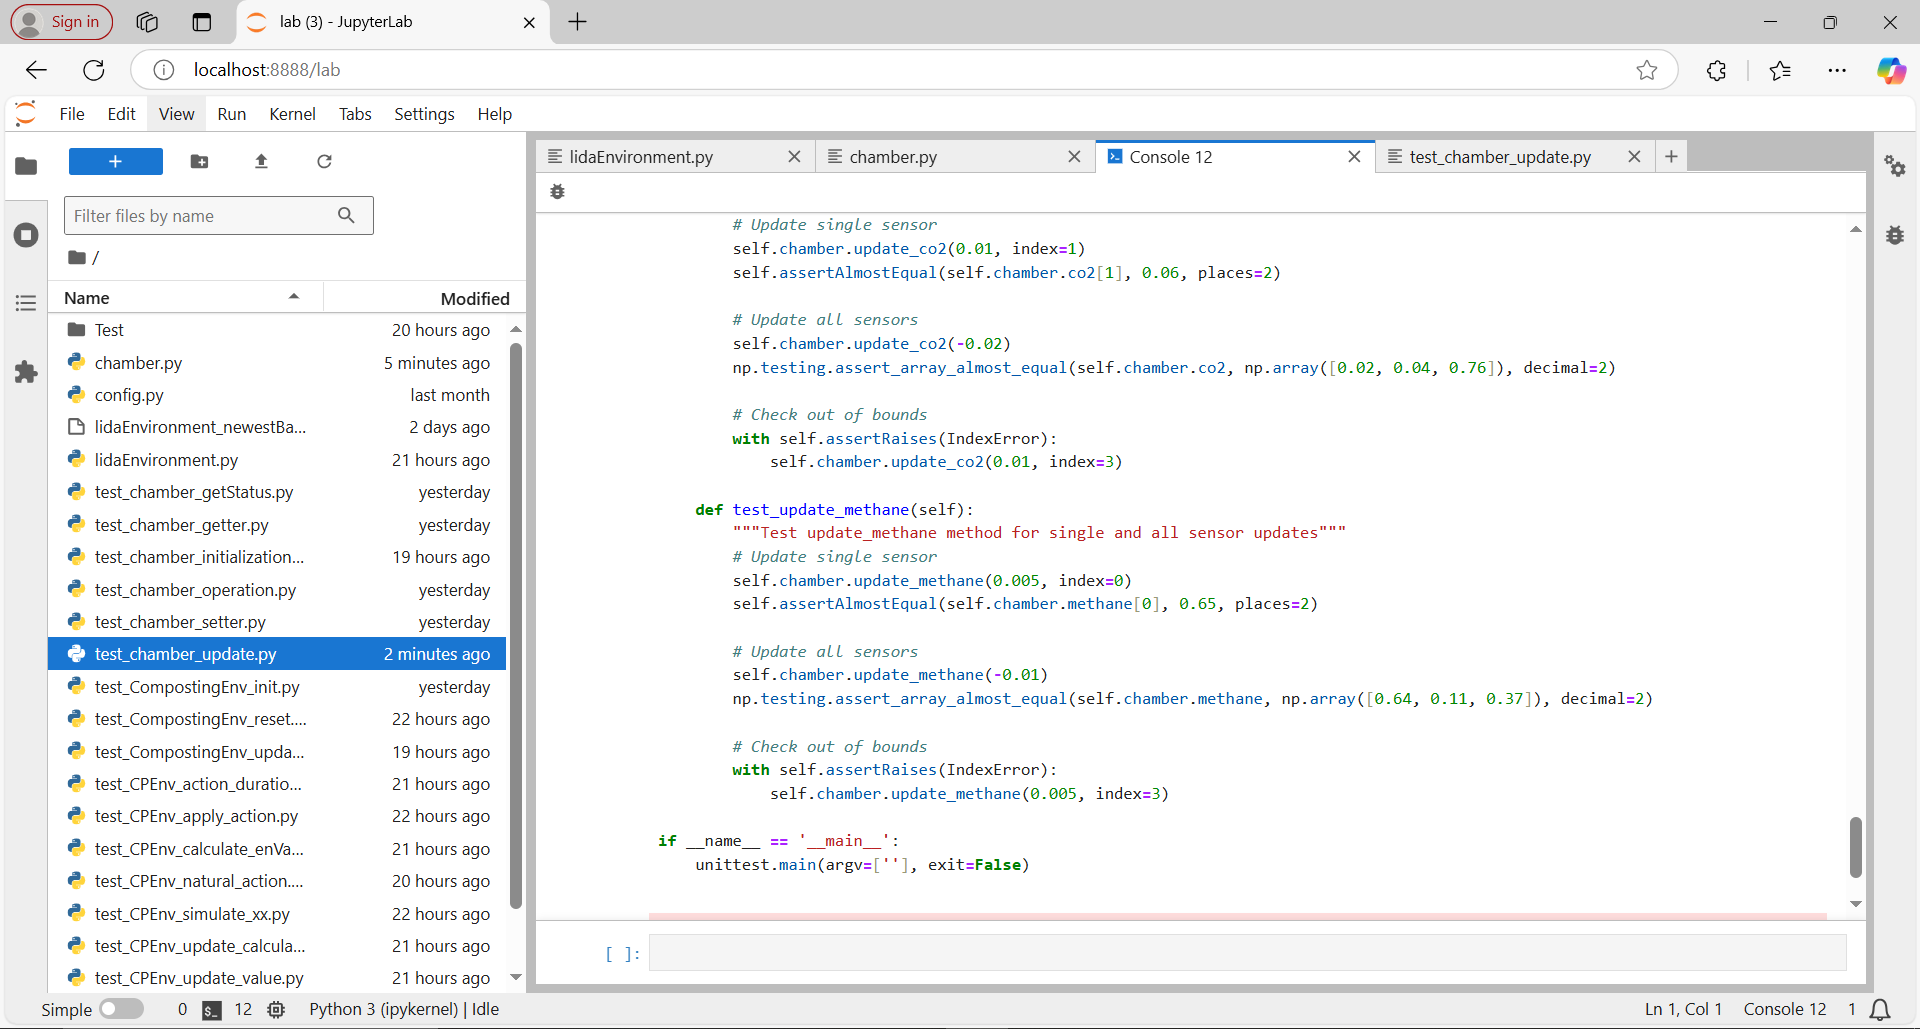 Sign in
lab (3) - JupyterLab
localhost:8888/lab
File Edit View Run Kernel Tabs Settings Help
lidaEnvironment.py
chamber.py
Console 12
test_chamber_update.py
Filter files by name
/
Name Modified
Test 20 hours ago
chamber.py 5 minutes ago
config.py last month
lidaEnvironment_newestBa... 2 days ago
lidaEnvironment.py 21 hours ago
test_chamber_getStatus.py yesterday
test_chamber_getter.py yesterday
test_chamber_initialization... 19 hours ago
test_chamber_operation.py yesterday
test_chamber_setter.py yesterday
test_chamber_update.py 2 minutes ago
test_CompostingEnv_init.py yesterday
test_CompostingEnv_reset.... 22 hours ago
test_CompostingEnv_upda... 19 hours ago
test_CPEnv_action_duratio... 21 hours ago
test_CPEnv_apply_action.py 22 hours ago
test_CPEnv_calculate_enVa... 21 hours ago
test_CPEnv_natural_action.... 20 hours ago
test_CPEnv_simulate_xx.py 22 hours ago
test_CPEnv_update_calcula... 21 hours ago
test_CPEnv_update_value.py 21 hours ago
# Update single sensor
self.chamber.update_co2(0.01, index=1)
self.assertAlmostEqual(self.chamber.co2[1], 0.06, places=2)
# Update all sensors
self.chamber.update_co2(-0.02)
np.testing.assert_array_almost_equal(self.chamber.co2, np.array([0.02, 0.04, 0.76]), decimal=2)
# Check out of bounds
with self.assertRaises(IndexError):
self.chamber.update_co2(0.01, index=3)
def test_update_methane(self):
"""Test update_methane method for single and all sensor updates"""
# Update single sensor
self.chamber.update_methane(0.005, index=0)
self.assertAlmostEqual(self.chamber.methane[0], 0.65, places=2)
# Update all sensors
self.chamber.update_methane(-0.01)
np.testing.assert_array_almost_equal(self.chamber.methane, np.array([0.64, 0.11, 0.37]), decimal=2)
# Check out of bounds
with self.assertRaises(IndexError):
self.chamber.update_methane(0.005, index=3)
if __name__ == '__main__':
unittest.main(argv=[''], exit=False)
[ ]:
Simple 0 $_ 12 Python 3 (ipykernel) | Idle Ln 1, Col 1 Console 12 1